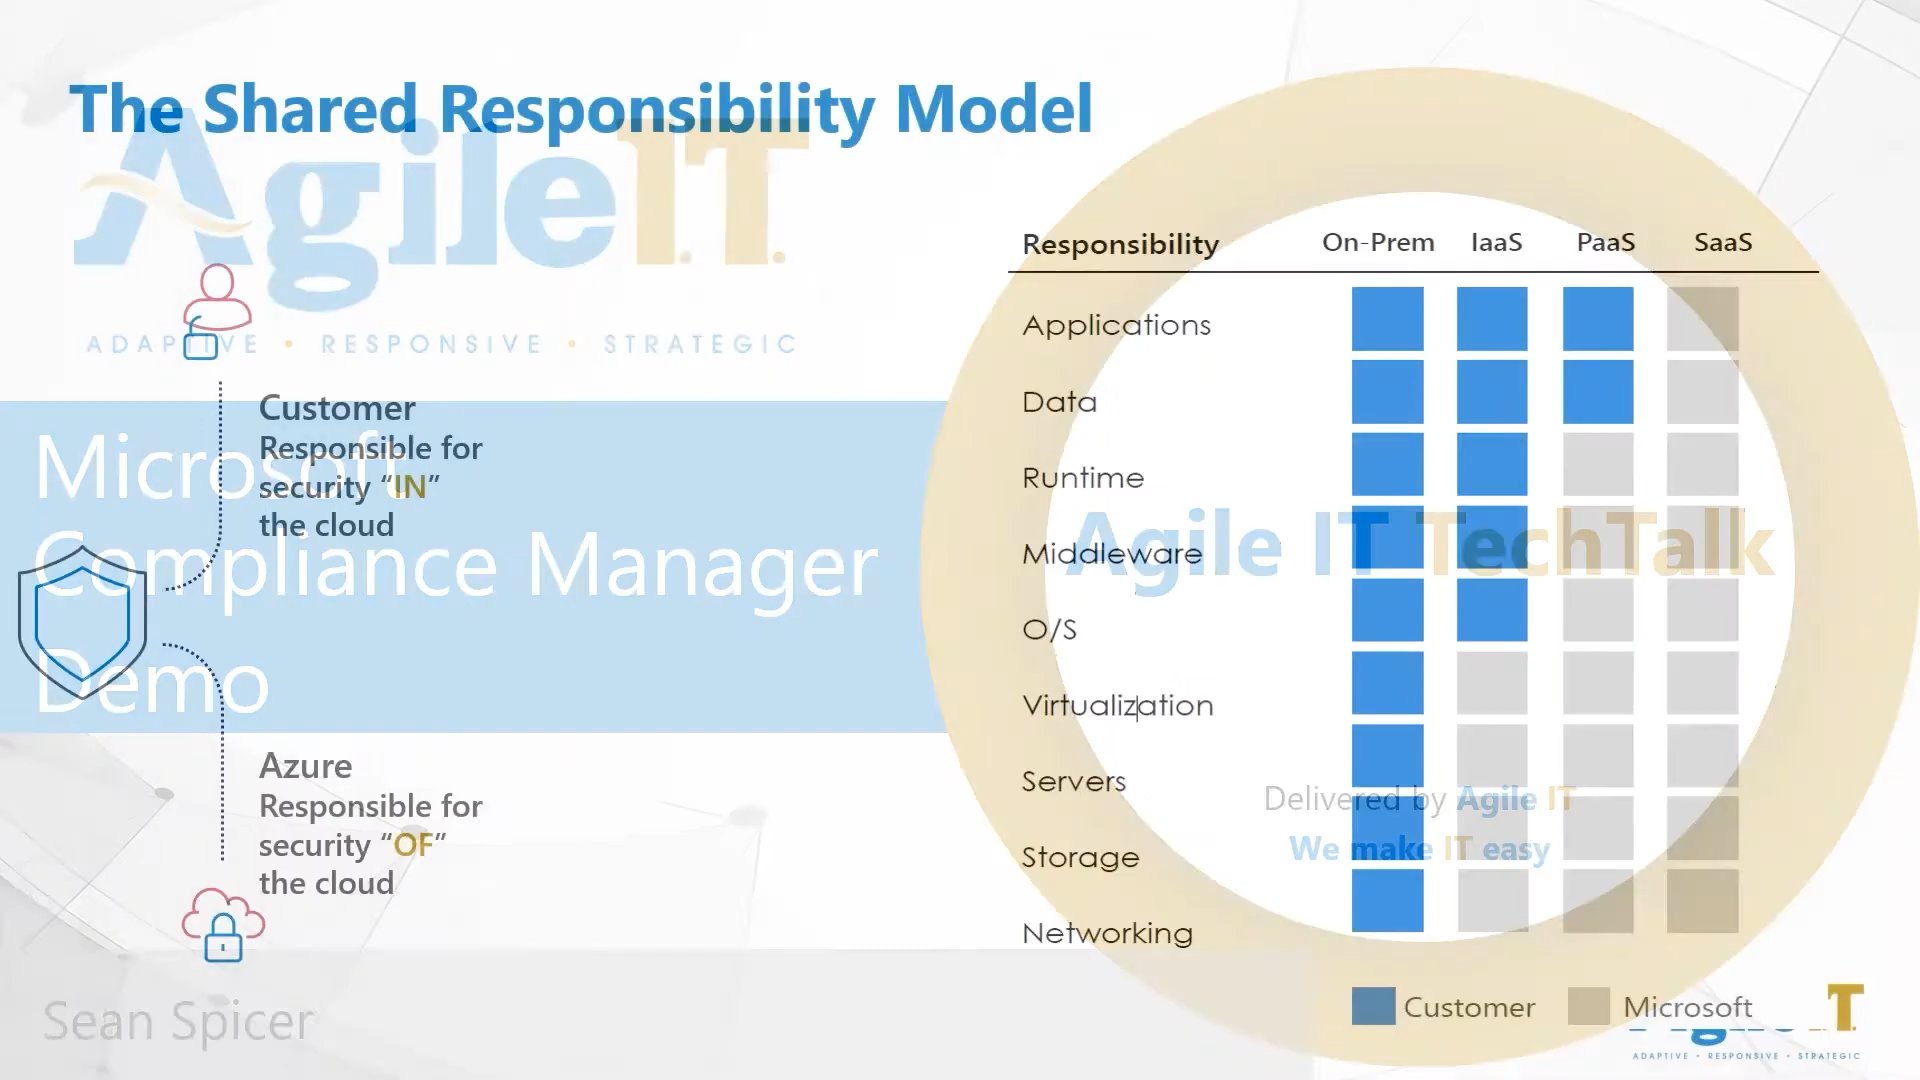 The Shared Responsibility Model
AgileI.T.
ADAPTIVE • RESPONSIVE • STRATEGIC
Customer
Responsible for
security “IN”
the cloud
Microsoft
Compliance Manager
Demo
Azure
Responsible for
security “OF”
the cloud
Sean Spicer
Responsibility On-Prem IaaS PaaS SaaS
Applications
Data
Runtime
Middleware
O/S
Virtualization
Servers
Storage
Networking
Agile IT TechTalk
Delivered by Agile IT
We make IT easy
Customer Microsoft
ADAPTIVE • RESPONSIVE • STRATEGIC